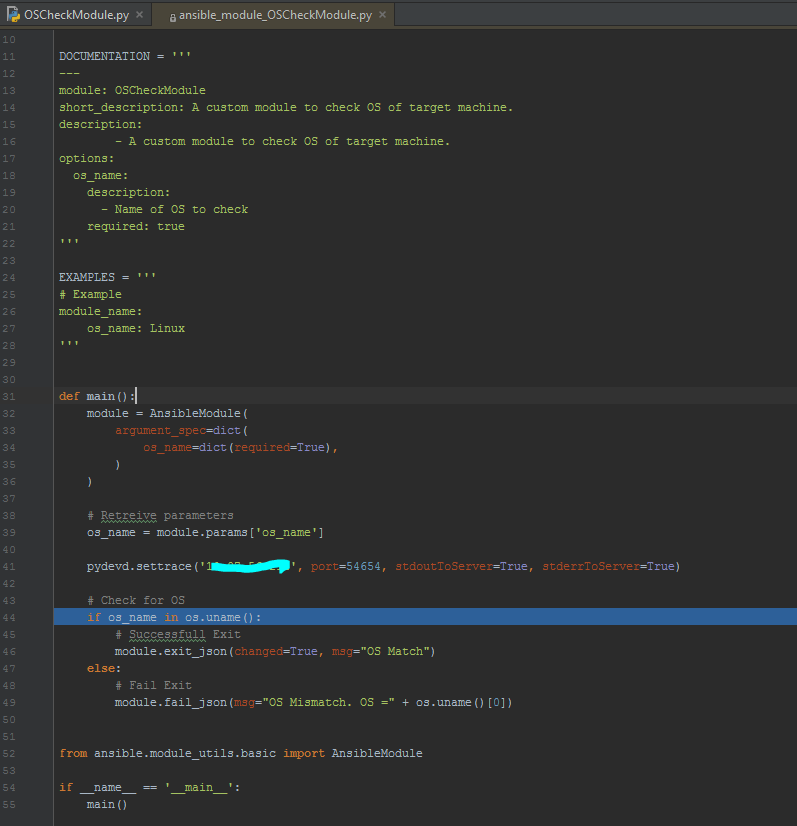 OSCheckModule.py × ansible_module_OSCheckModule.py ×
10
11 DOCUMENTATION = '''
12 ---
13 module: OSCheckModule
14 short_description: A custom module to check OS of target machine.
15 description:
16         - A custom module to check OS of target machine.
17 options:
18   os_name:
19     description:
20       - Name of OS to check
21     required: true
22 '''
23
24 EXAMPLES = '''
25 # Example
26 module_name:
27     os_name: Linux
28 '''
29
30
31 def main():
32     module = AnsibleModule(
33         argument_spec=dict(
34             os_name=dict(required=True),
35         )
36     )
37
38     # Retreive parameters
39     os_name = module.params['os_name']
40
41     pydevd.settrace('1', port=54654, stdoutToServer=True, stderrToServer=True)
42
43     # Check for OS
44     if os_name in os.uname():
45         # Successfull Exit
46         module.exit_json(changed=True, msg="OS Match")
47     else:
48         # Fail Exit
49         module.fail_json(msg="OS Mismatch. OS =" + os.uname()[0])
50
51
52 from ansible.module_utils.basic import AnsibleModule
53
54 if __name__ == '__main__':
55     main()